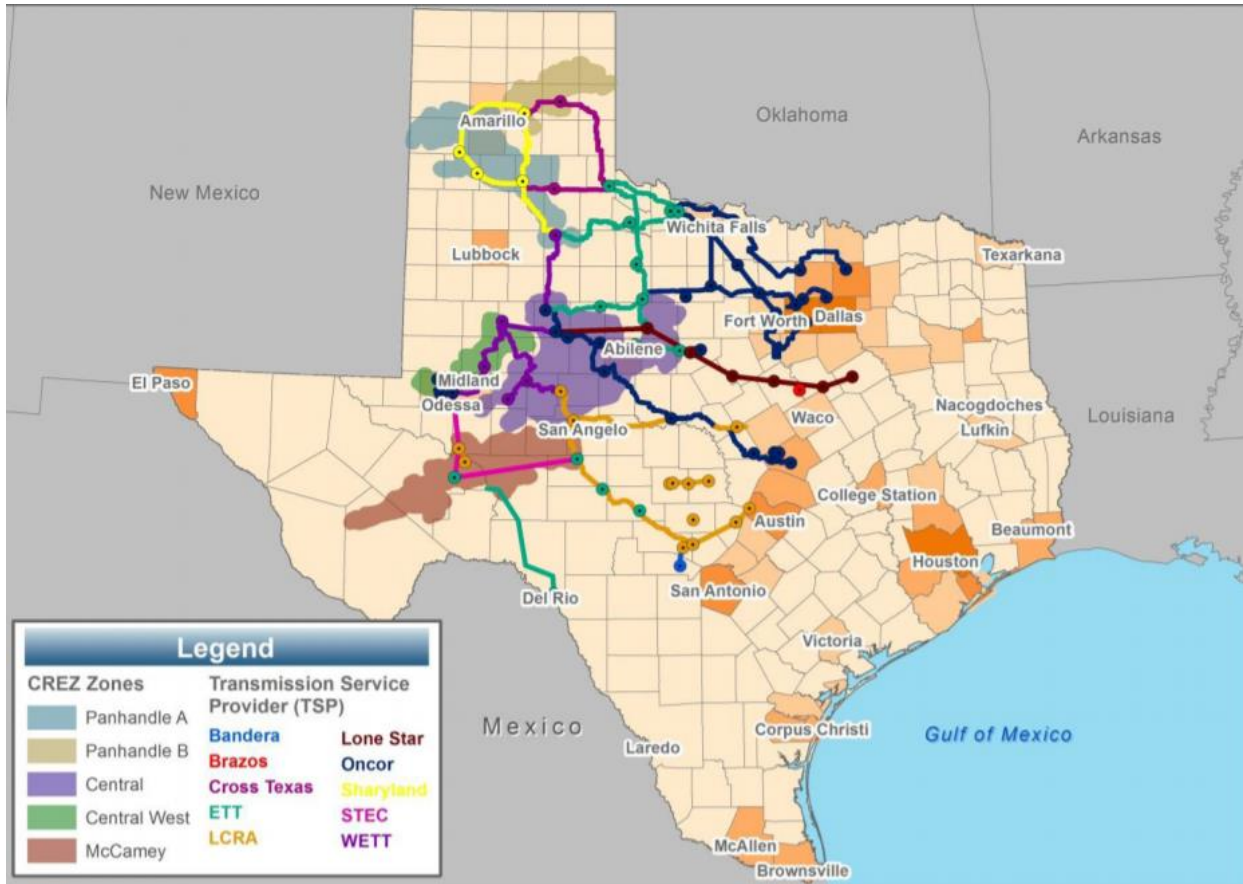 Oklahoma
Arkansas
New Mexico
Amarillo
Wichita Falls
Lubbock
Texarkana
Fort Worth
Dallas
Abilene
El Paso
Midland
Odessa
Nacogdoches
Lufkin
Louisiana
Waco
San Angelo
College Station
Austin
Beaumont
Houston
San Antonio
Del Rio
Victoria
Mexico
Corpus Christi
Gulf of Mexico
Laredo
McAllen
Brownsville
Legend
CREZ Zones
Panhandle A
Panhandle B
Central
Central West
McCamey
Transmission Service
Provider (TSP)
Bandera
Brazos
Cross Texas
ETT
LCRA
Lone Star
Oncor
Sharyland
STEC
WETT